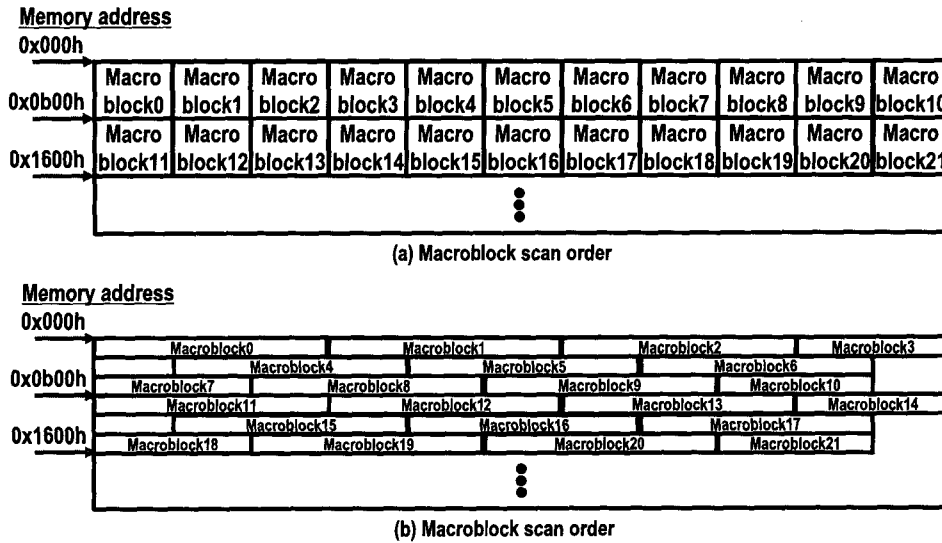 Memory address
0x000h
Macro Macro Macro Macro Macro Macro Macro Macro Macro Macro Macro
0x0b00h block0 block1 block2 block3 block4 block5 block6 block7 block8 block9 block10
Macro Macro Macro Macro Macro Macro Macro Macro Macro Macro Macro
0x1600h block11 block12 block13 block14 block15 block16 block17 block18 block19 block20 block21
(a) Macroblock scan order
Memory address
0x000h
Macroblock0 Macroblock1 Macroblock2 Macroblock3
Macroblock4 Macroblock5 Macroblock6
0x0b00h Macroblock7 Macroblock8 Macroblock9 Macroblock10
Macroblock11 Macroblock12 Macroblock13 Macroblock14
Macroblock15 Macroblock16 Macroblock17
0x1600h Macroblock18 Macroblock19 Macroblock20 Macroblock21
(b) Macroblock scan order